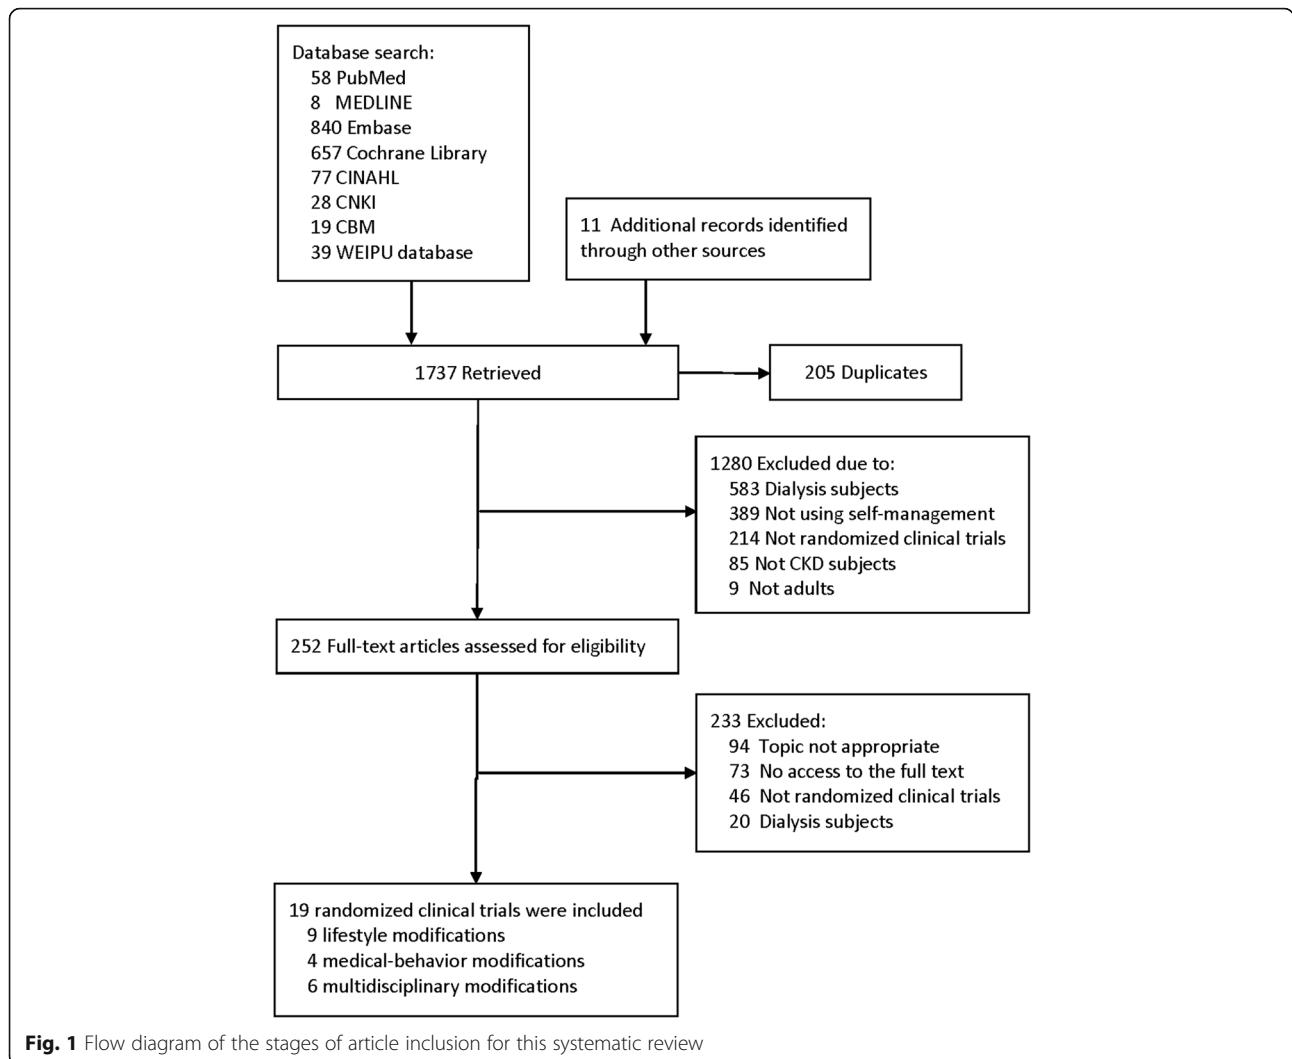 Database search:
58 PubMed
8 MEDLINE
840 Embase
657 Cochrane Library
77 CINAHL
28 CNKI
19 CBM
39 WEIPU database
11 Additional records identified
through other sources
1737 Retrieved
205 Duplicates
1280 Excluded due to:
583 Dialysis subjects
389 Not using self-management
214 Not randomized clinical trials
85 Not CKD subjects
9 Not adults
252 Full-text articles assessed for eligibility
233 Excluded:
94 Topic not appropriate
73 No access to the full text
46 Not randomized clinical trials
20 Dialysis subjects
19 randomized clinical trials were included
9 lifestyle modifications
4 medical-behavior modifications
6 multidisciplinary modifications
Fig. 1 Flow diagram of the stages of article inclusion for this systematic review